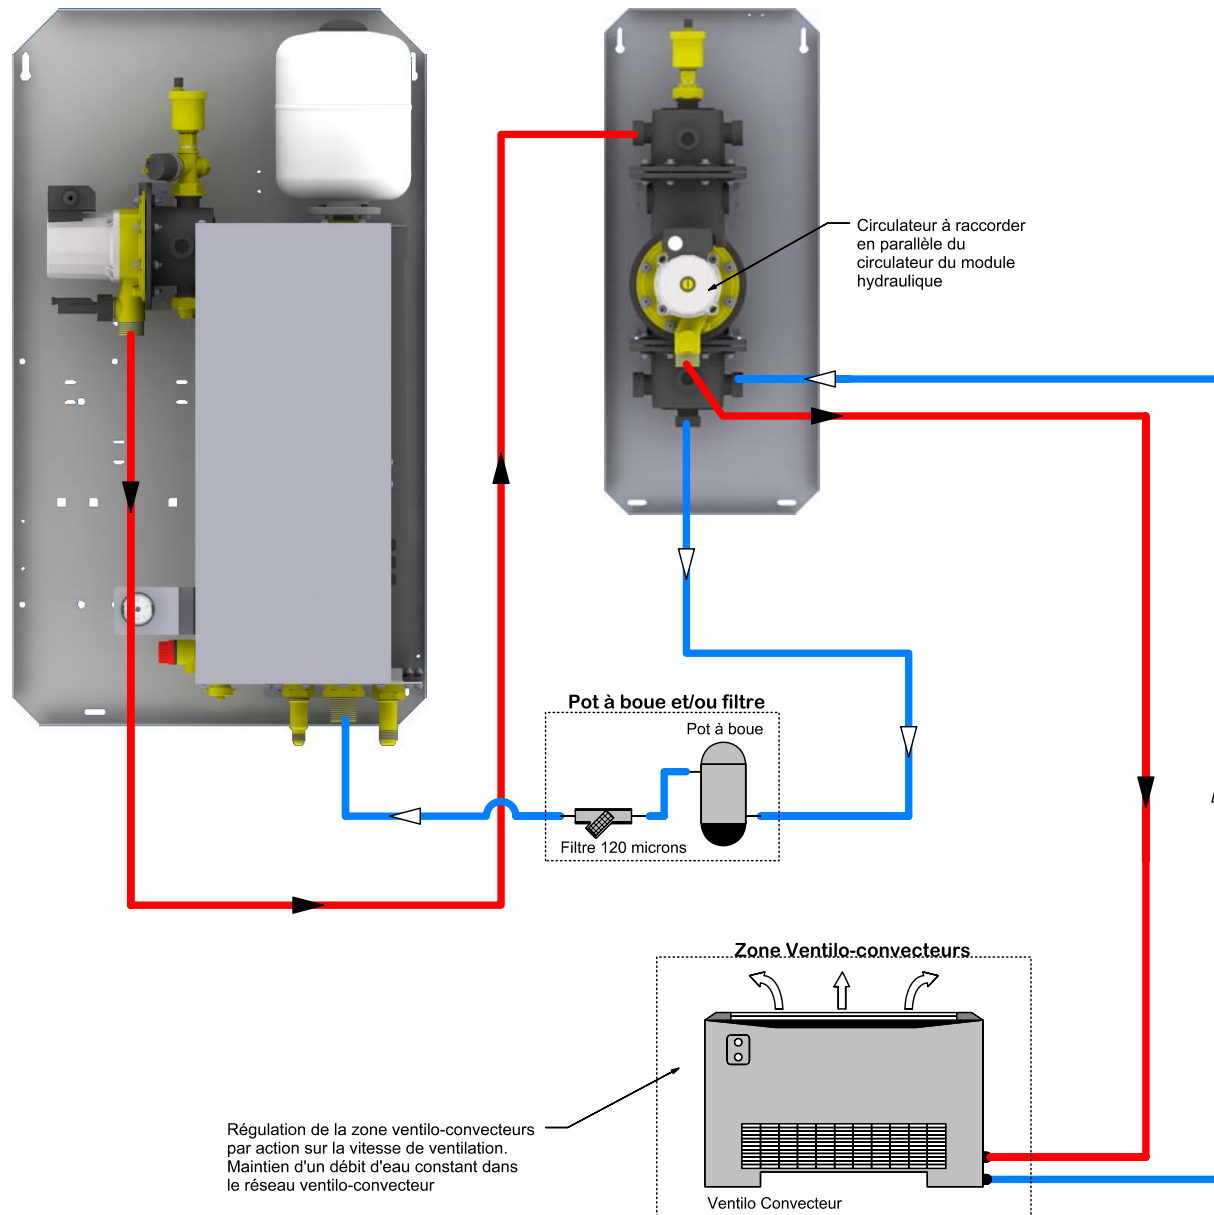 Circulateur à raccorder
en parallèle du
circulateur du module
hydraulique
Pot à boue et/ou filtre
Pot à boue
Filtre 120 microns
Zone Ventilo-convecteurs
Régulation de la zone ventilo-convecteurs
par action sur la vitesse de ventilation.
Maintien d'un débit d'eau constant dans
le réseau ventilo-convecteur
Ventilo Convecteur